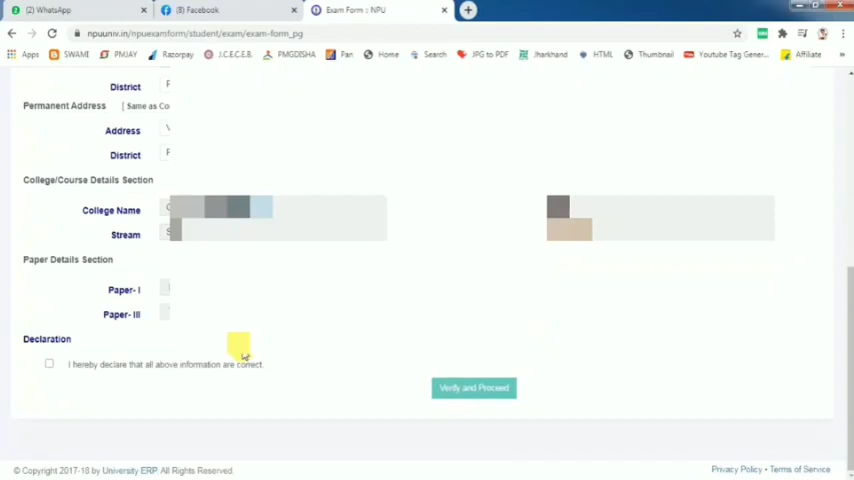 (2) WhatsApp
(8) Facebook
Exam Form :: NPU
npuuniv.in/npuexamform/student/exam/exam-form_pg
Apps SWAMI PMJAY Razorpay J.C.E.C.E.B. PMGDISHA Pan Home Search JPG to PDF Jharkhand HTML Thumbnail Youtube Tag Gener... Affiliate »
District
Permanent Address [ Same as Co
Address V
District
College/Course Details Section
College Name
Stream S
Paper Details Section
Paper- I
Paper- III
Declaration
I hereby declare that all above information are correct.
Verify and Proceed
© Copyright 2017-18 by University ERP. All Rights Reserved.
Privacy Policy • Terms of Service